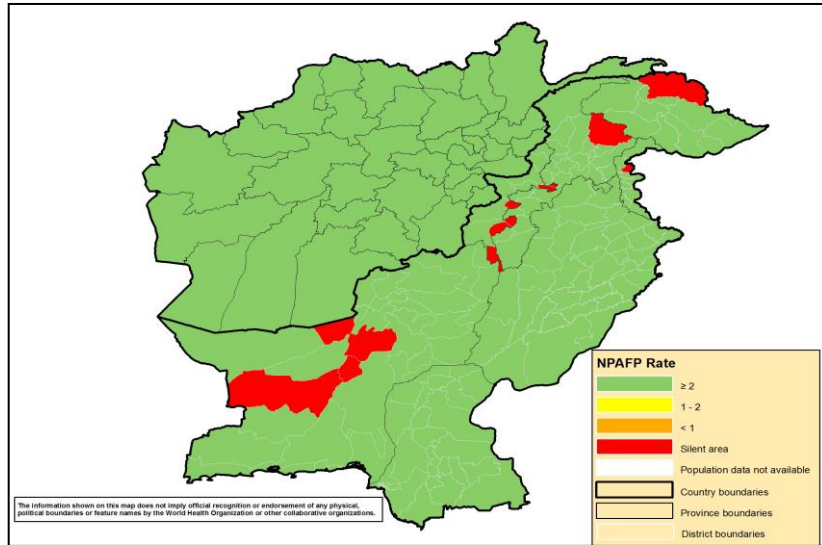 NPAFP Rate
≥ 2
1 - 2
< 1
Silent area
Population data not available
Country boundaries
Province boundaries
District boundaries
The information shown on this map does not imply official recognition or endorsement of any physical,
political boundaries or feature names by the World Health Organization or other collaborative organizations.